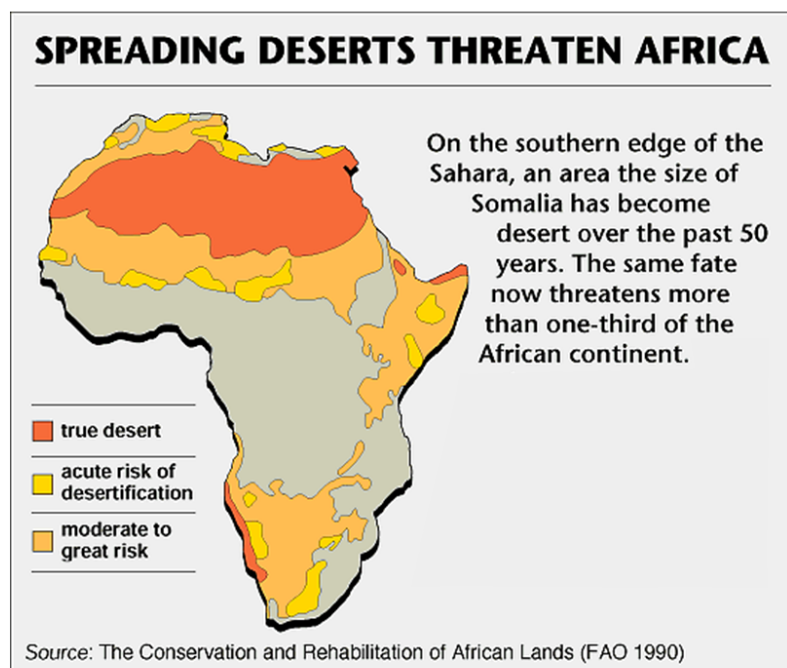 SPREADING DESERTS THREATEN AFRICA
On the southern edge of the
Sahara, an area the size of
Somalia has become
desert over the past 50
years. The same fate
now threatens more
than one-third of the
African continent.
true desert
acute risk of
desertification
moderate to
great risk
Source: The Conservation and Rehabilitation of African Lands (FAO 1990)